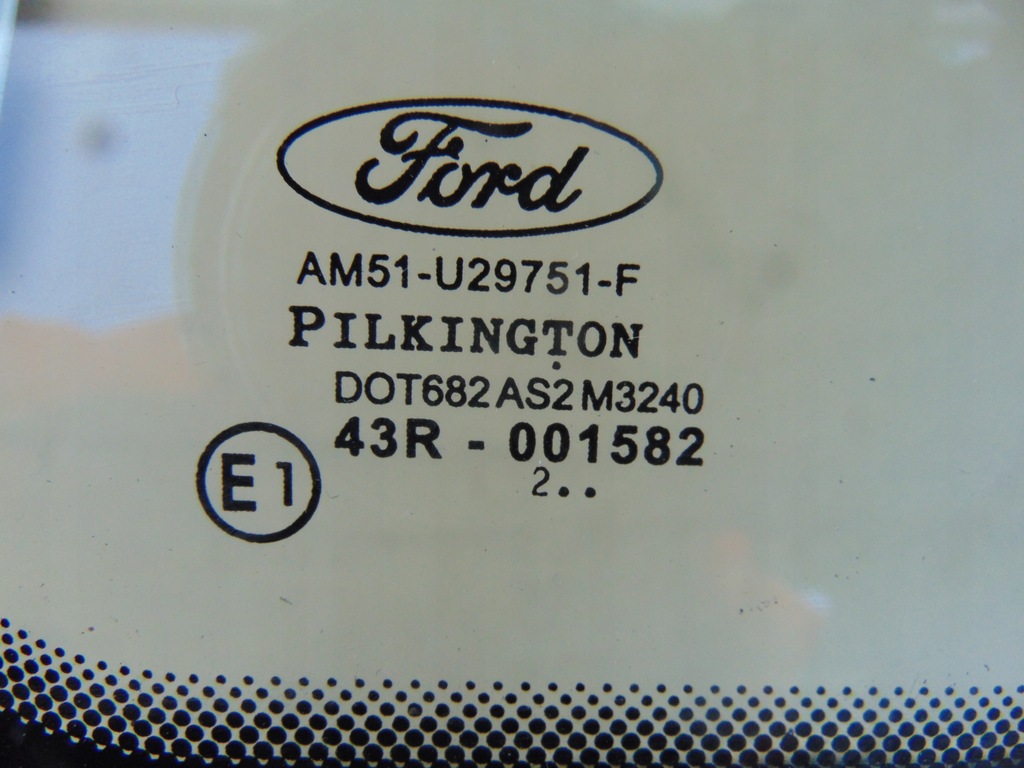 Ford
AM51-U29751-F
PILKINGTON
DOT682 AS2 M3240
43R - 001582
E1
2..